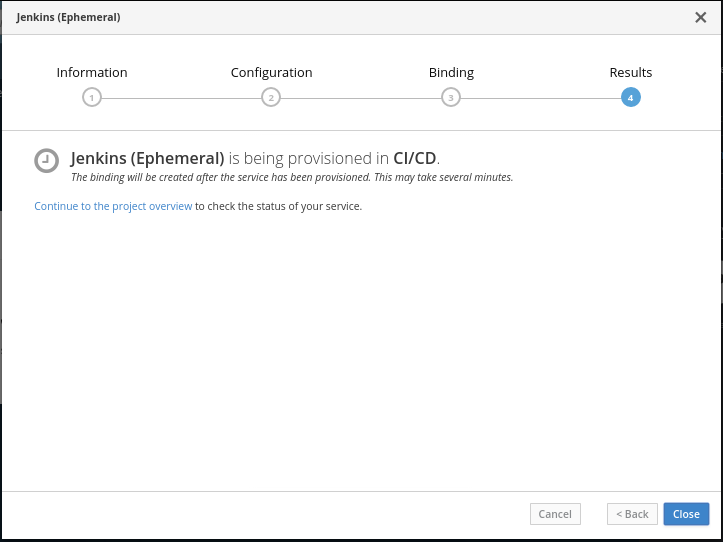 Jenkins (Ephemeral)
Information Configuration Binding Results
1 2 3 4
Jenkins (Ephemeral) is being provisioned in CI/CD.
The binding will be created after the service has been provisioned. This may take several minutes.
Continue to the project overview to check the status of your service.
Cancel < Back Close